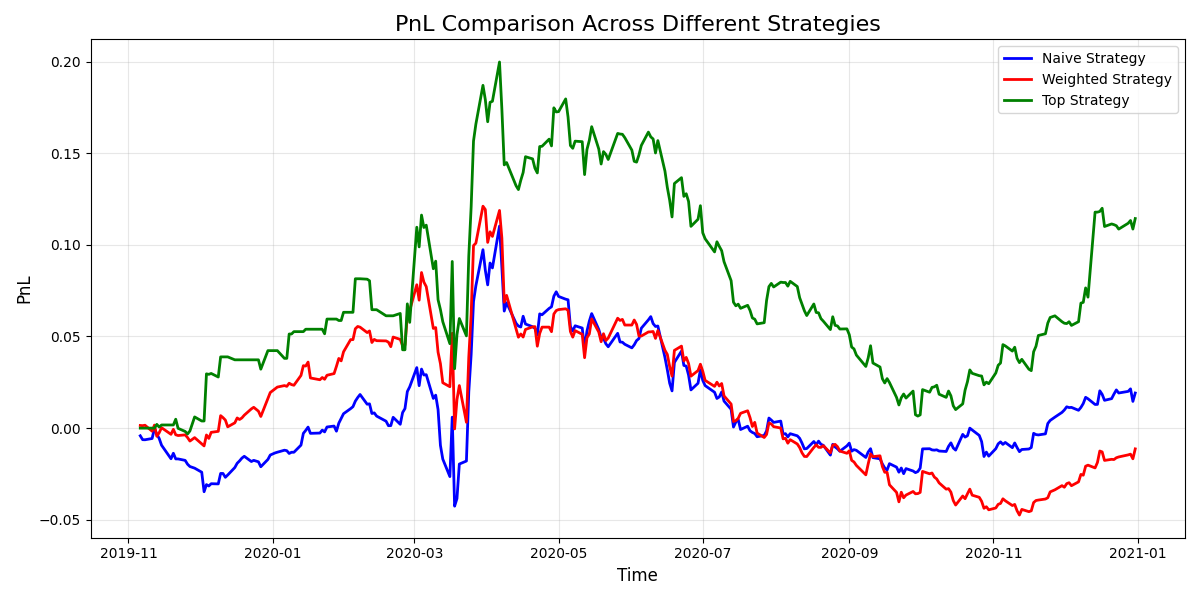 PnL Comparison Across Different Strategies
Naive Strategy
Weighted Strategy
Top Strategy
PnL
0.20
0.15
0.10
0.05
0.00
−0.05
2019-11
2020-01
2020-03
2020-05
2020-07
2020-09
2020-11
2021-01
Time